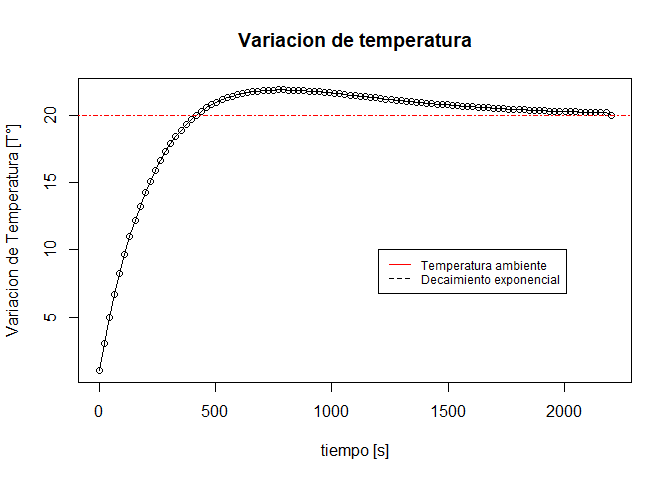 Variacion de temperatura
Variacion de Temperatura [T°]
20
15
10
5
Temperatura ambiente
Decaimiento exponencial
0 500 1000 1500 2000
tiempo [s]